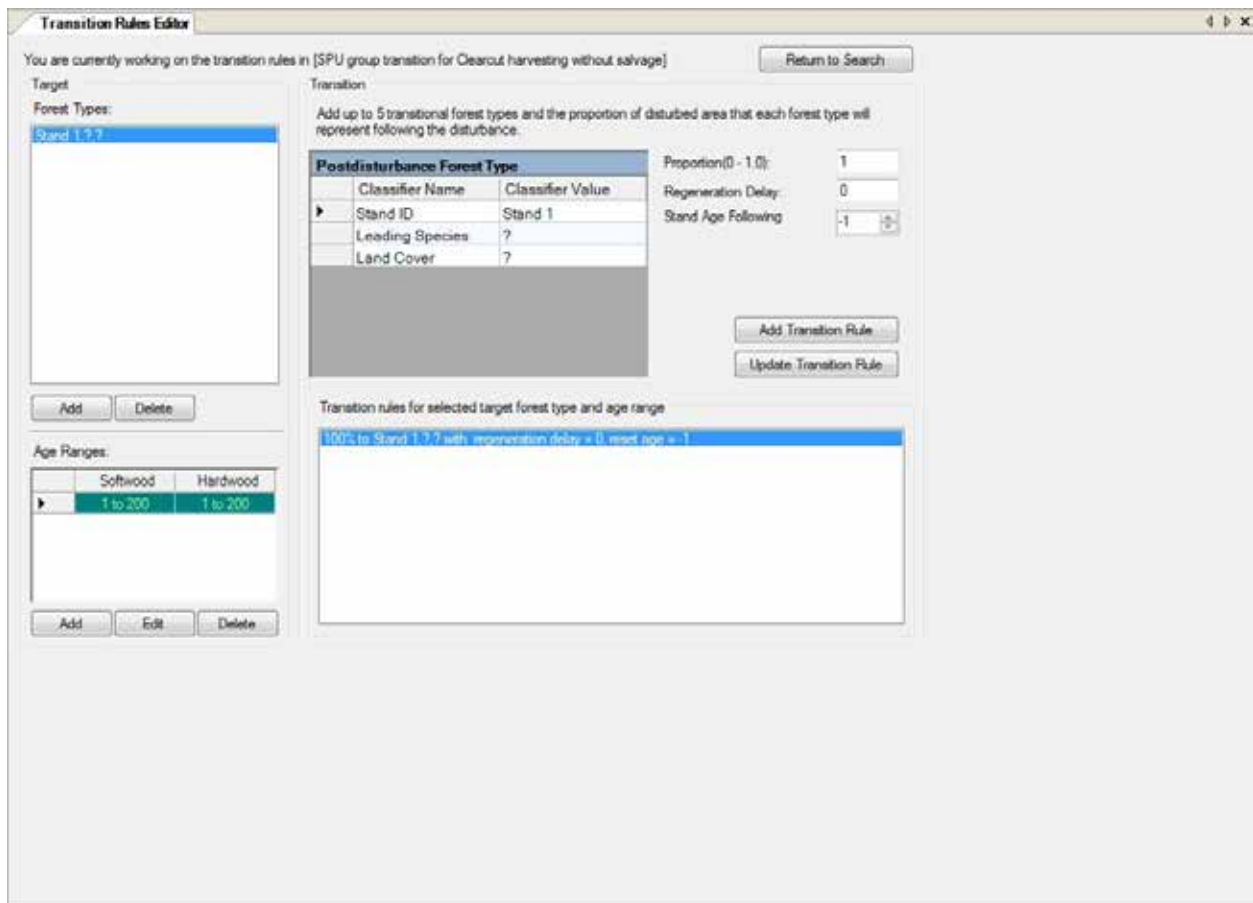 Transition Rules Editor
You are currently working on the transition rules in [SPU group transition for Clearcut harvesting without salvage]
Return to Search
Target
Forest Types:
Stand 1.?.?
Add
Delete
Age Ranges:
Softwood Hardwood
1 to 200 1 to 200
Add
Edit
Delete
Transition
Add up to 5 transitional forest types and the proportion of disturbed area that each forest type will
represent following the disturbance.
Postdisturbance Forest Type
Classifier Name Classifier Value
Stand ID Stand 1
Leading Species ?
Land Cover ?
Proportion(0 - 1.0): 1
Regeneration Delay: 0
Stand Age Following -1
Add Transition Rule
Update Transition Rule
Transition rules for selected target forest type and age range
100% to Stand 1.?.? with regeneration delay = 0, reset age = -1